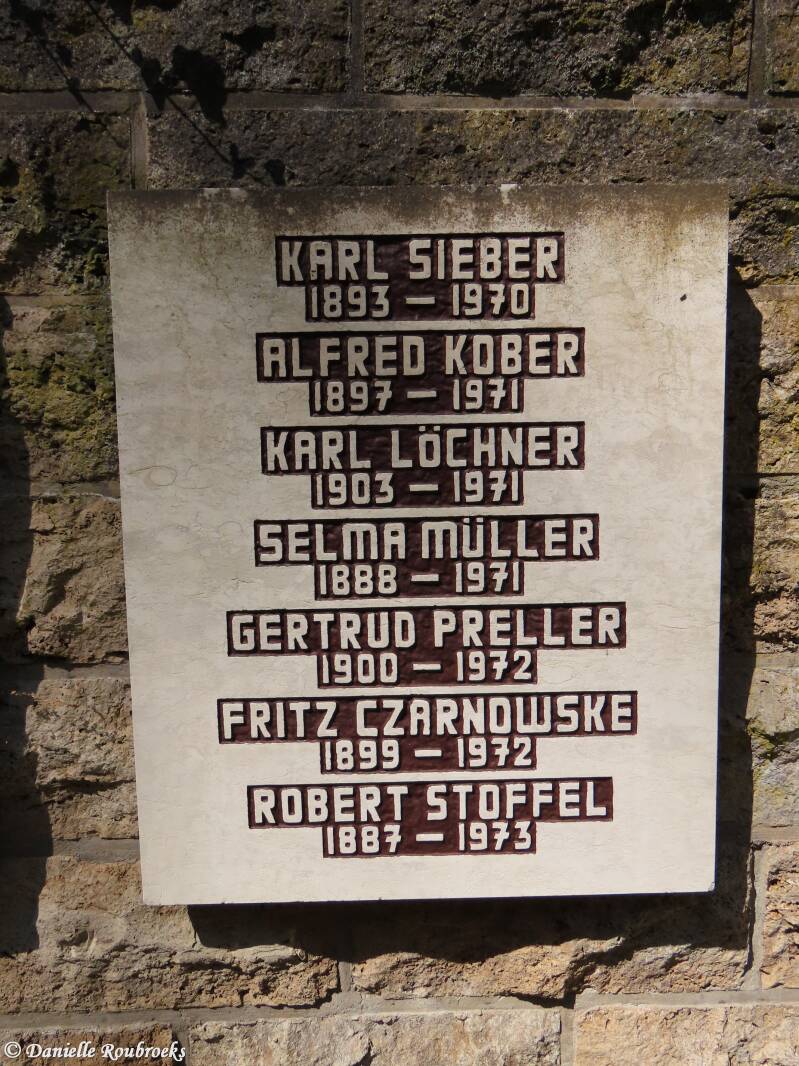 KARL SIEBER
1893 – 1970
ALFRED KOBER
1897 – 1971
KARL LÖCHNER
1903 – 1971
SELMA MÜLLER
1888 – 1971
GERTRUD PRELLER
1900 – 1972
FRITZ CZARNOWSKE
1899 – 1972
ROBERT STOFFEL
1887 – 1973
© Danielle Roubroeks